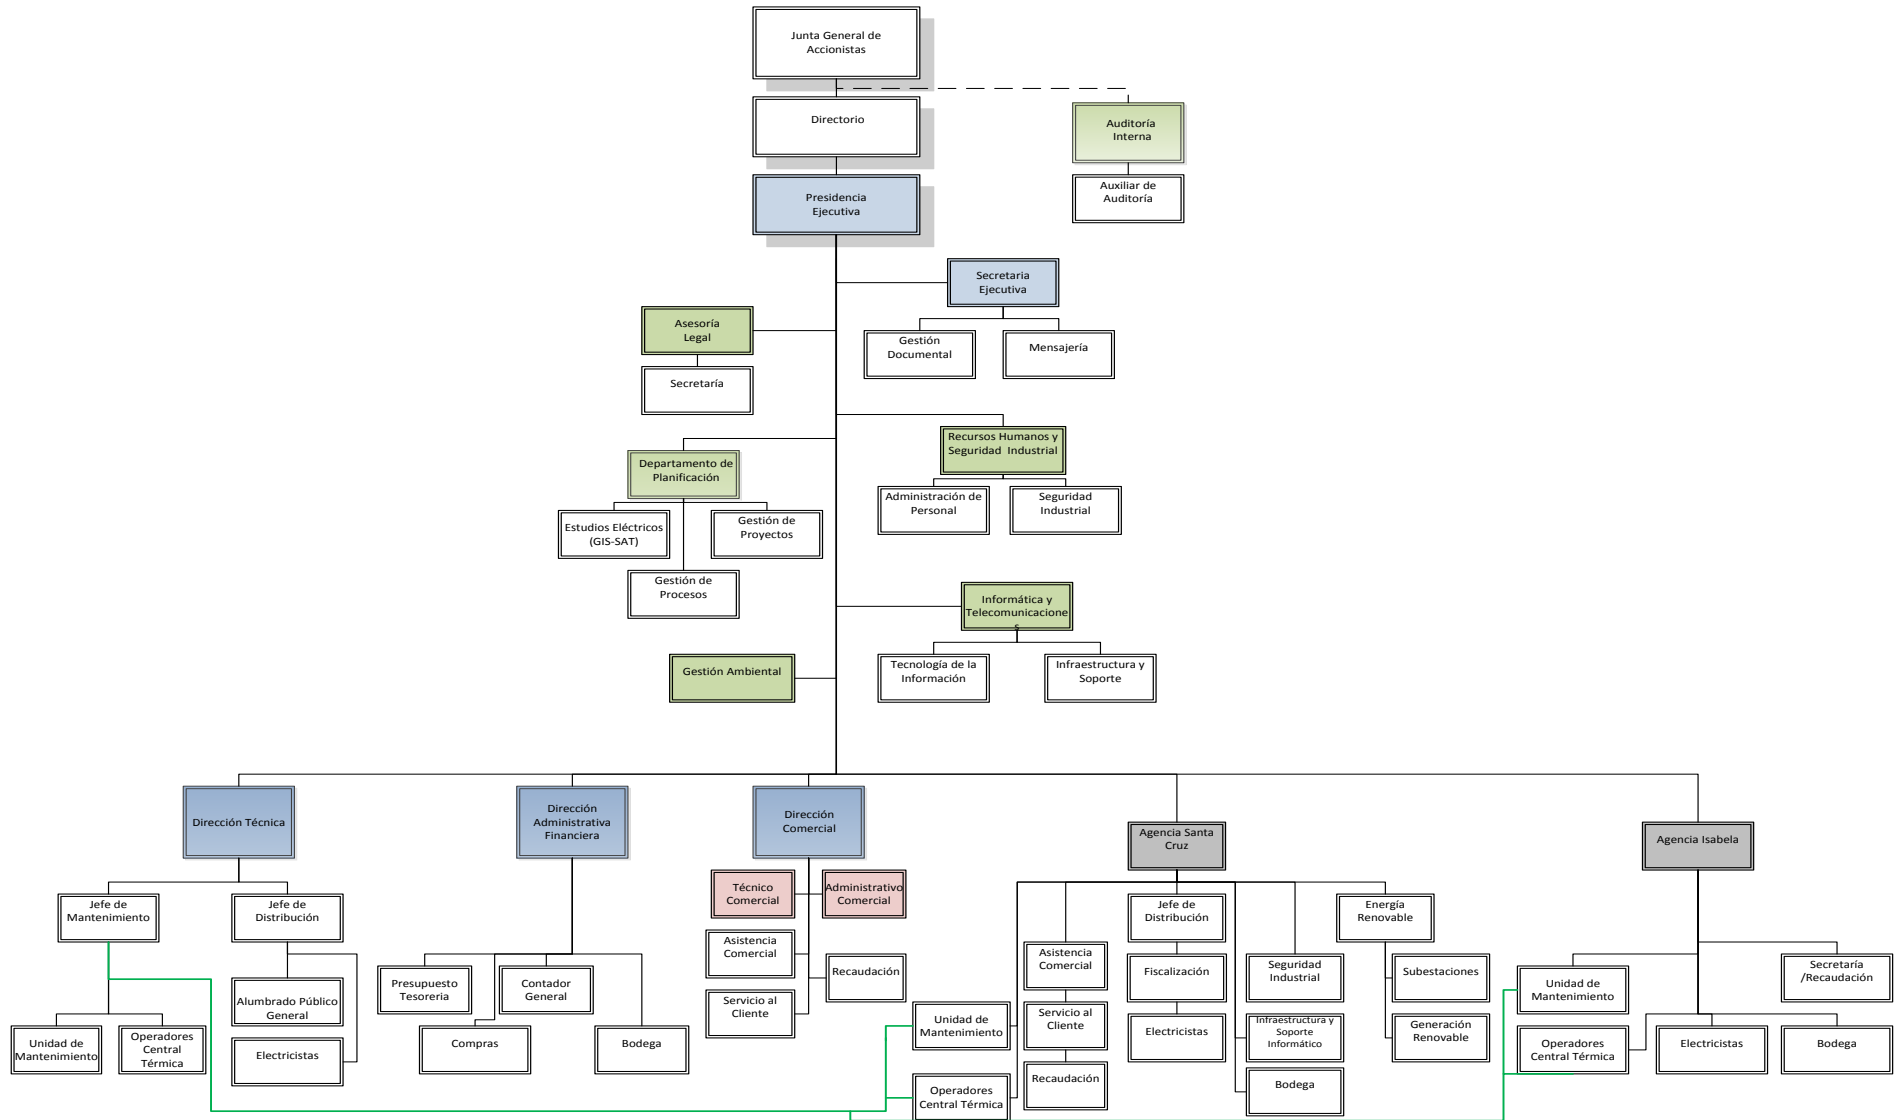 Junta General de
Accionistas
Directorio
Auditoría
Interna
Presidencia
Ejecutiva
Auxiliar de
Auditoría
Secretaria
Ejecutiva
Asesoría
Legal
Gestión
Documental
Mensajería
Secretaría
Recursos Humanos y
Seguridad Industrial
Departamento de
Planificación
Administración de
Personal
Seguridad
Industrial
Estudios Eléctricos
(GIS-SAT)
Gestión de
Proyectos
Gestión de
Procesos
Informática y
Telecomunicacione
s
Gestión Ambiental
Tecnología de la
Información
Infraestructura y
Soporte
Dirección Técnica
Dirección
Administrativa
Financiera
Dirección
Comercial
Agencia Santa
Cruz
Agencia Isabela
Jefe de
Mantenimiento
Jefe de
Distribución
Técnico
Comercial
Administrativo
Comercial
Jefe de
Distribución
Energía
Renovable
Presupuesto
Tesoreria
Contador
General
Asistencia
Comercial
Recaudación
Asistencia
Comercial
Fiscalización
Seguridad
Industrial
Subestaciones
Unidad de
Mantenimiento
Secretaría
/Recaudación
Alumbrado Público
General
Servicio al
Cliente
Unidad de
Mantenimiento
Servicio al
Cliente
Electricistas
Infraestructura y
Soporte
Informático
Generación
Renovable
Unidad de
Mantenimiento
Operadores
Central
Térmica
Electricistas
Compras
Bodega
Operadores
Central Térmica
Electricistas
Bodega
Operadores
Central Térmica
Recaudación
Bodega